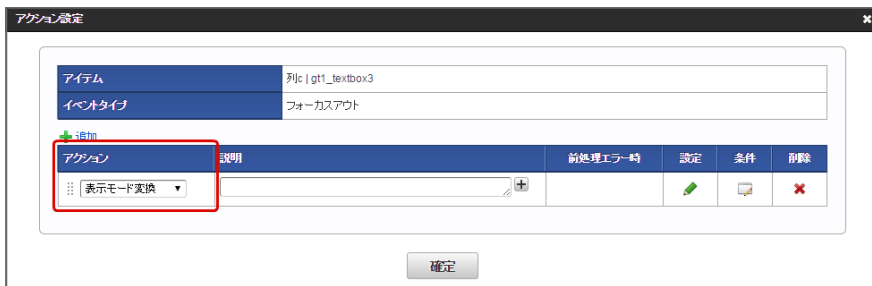 アクション設定
アイテム 列c | gt1_textbox3
イベントタイプ フォーカスアウト
追加
アクション 説明 前処理エラー時 設定 条件 削除
表示モード変換
確定